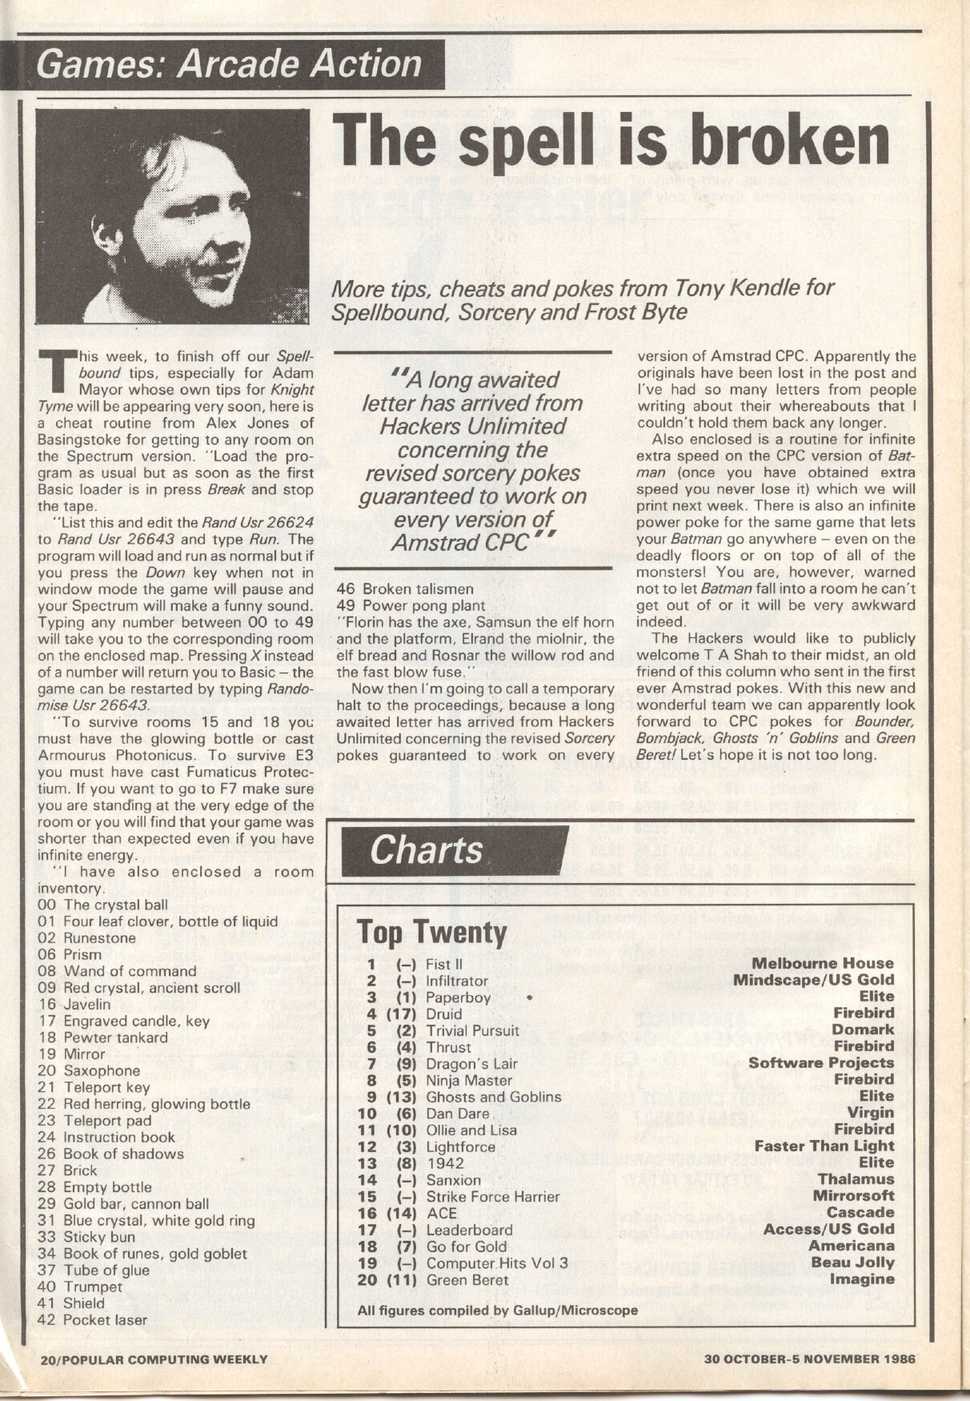 Games: Arcade Action
The spell is broken
More tips, cheats and pokes from Tony Kendle for
Spellbound, Sorcery and Frost Byte
This week, to finish off our Spell-
bound tips, especially for Adam
Mayor whose own tips for Knight
Tyme will be appearing very soon, here is
a cheat routine from Alex Jones of
Basingstoke for getting to any room on
the Spectrum version. "Load the pro-
gram as usual but as soon as the first
Basic loader is in press Break and stop
the tape.
"List this and edit the Rand Usr 26624
to Rand Usr 26643 and type Run. The
program will load and run as normal but if
you press the Down key when not in
window mode the game will pause and
your Spectrum will make a funny sound.
Typing any number between 00 to 49
will take you to the corresponding room
on the enclosed map. Pressing X instead
of a number will return you to Basic – the
game can be restarted by typing Rando-
mise Usr 26643.
"To survive rooms 15 and 18 you
must have the glowing bottle or cast
Armourus Photonicus. To survive E3
you must have cast Fumaticus Protec-
tium. If you want to go to F7 make sure
you are standing at the very edge of the
room or you will find that your game was
shorter than expected even if you have
infinite energy.
"I have also enclosed a room
inventory.
00 The crystal ball
01 Four leaf clover, bottle of liquid
02 Runestone
06 Prism
08 Wand of command
09 Red crystal, ancient scroll
16 Javelin
17 Engraved candle, key
18 Pewter tankard
19 Mirror
20 Saxophone
21 Teleport key
22 Red herring, glowing bottle
23 Teleport pad
24 Instruction book
26 Book of shadows
27 Brick
28 Empty bottle
29 Gold bar, cannon ball
31 Blue crystal, white gold ring
33 Sticky bun
34 Book of runes, gold goblet
37 Tube of glue
40 Trumpet
41 Shield
42 Pocket laser
"A long awaited
letter has arrived from
Hackers Unlimited
concerning the
revised sorcery pokes
guaranteed to work on
every version of
Amstrad CPC"
46 Broken talismen
49 Power pong plant
"Florin has the axe, Samsun the elf horn
and the platform, Elrand the miolnir, the
elf bread and Rosnar the willow rod and
the fast blow fuse."
Now then I'm going to call a temporary
halt to the proceedings, because a long
awaited letter has arrived from Hackers
Unlimited concerning the revised Sorcery
pokes guaranteed to work on every
version of Amstrad CPC. Apparently the
originals have been lost in the post and
I've had so many letters from people
writing about their whereabouts that I
couldn't hold them back any longer.
Also enclosed is a routine for infinite
extra speed on the CPC version of Bat-
man (once you have obtained extra
speed you never lose it) which we will
print next week. There is also an infinite
power poke for the same game that lets
your Batman go anywhere – even on the
deadly floors or on top of all of the
monsters! You are, however, warned
not to let Batman fall into a room he can't
get out of or it will be very awkward
indeed.
The Hackers would like to publicly
welcome T A Shah to their midst, an old
friend of this column who sent in the first
ever Amstrad pokes. With this new and
wonderful team we can apparently look
forward to CPC pokes for Bounder,
Bombjack, Ghosts 'n' Goblins and Green
Beret! Let's hope it is not too long.
Charts
Top Twenty
1 (–) Fist II Melbourne House
2 (–) Infiltrator Mindscape/US Gold
3 (1) Paperboy Elite
4 (17) Druid Firebird
5 (2) Trivial Pursuit Domark
6 (4) Thrust Firebird
7 (9) Dragon's Lair Software Projects
8 (5) Ninja Master Firebird
9 (13) Ghosts and Goblins Elite
10 (6) Dan Dare Virgin
11 (10) Ollie and Lisa Firebird
12 (3) Lightforce Faster Than Light
13 (8) 1942 Elite
14 (–) Sanxion Thalamus
15 (–) Strike Force Harrier Mirrorsoft
16 (14) ACE Cascade
17 (–) Leaderboard Access/US Gold
18 (7) Go for Gold Americana
19 (–) Computer Hits Vol 3 Beau Jolly
20 (11) Green Beret Imagine
All figures compiled by Gallup/Microscope
20/POPULAR COMPUTING WEEKLY
30 OCTOBER-5 NOVEMBER 1986